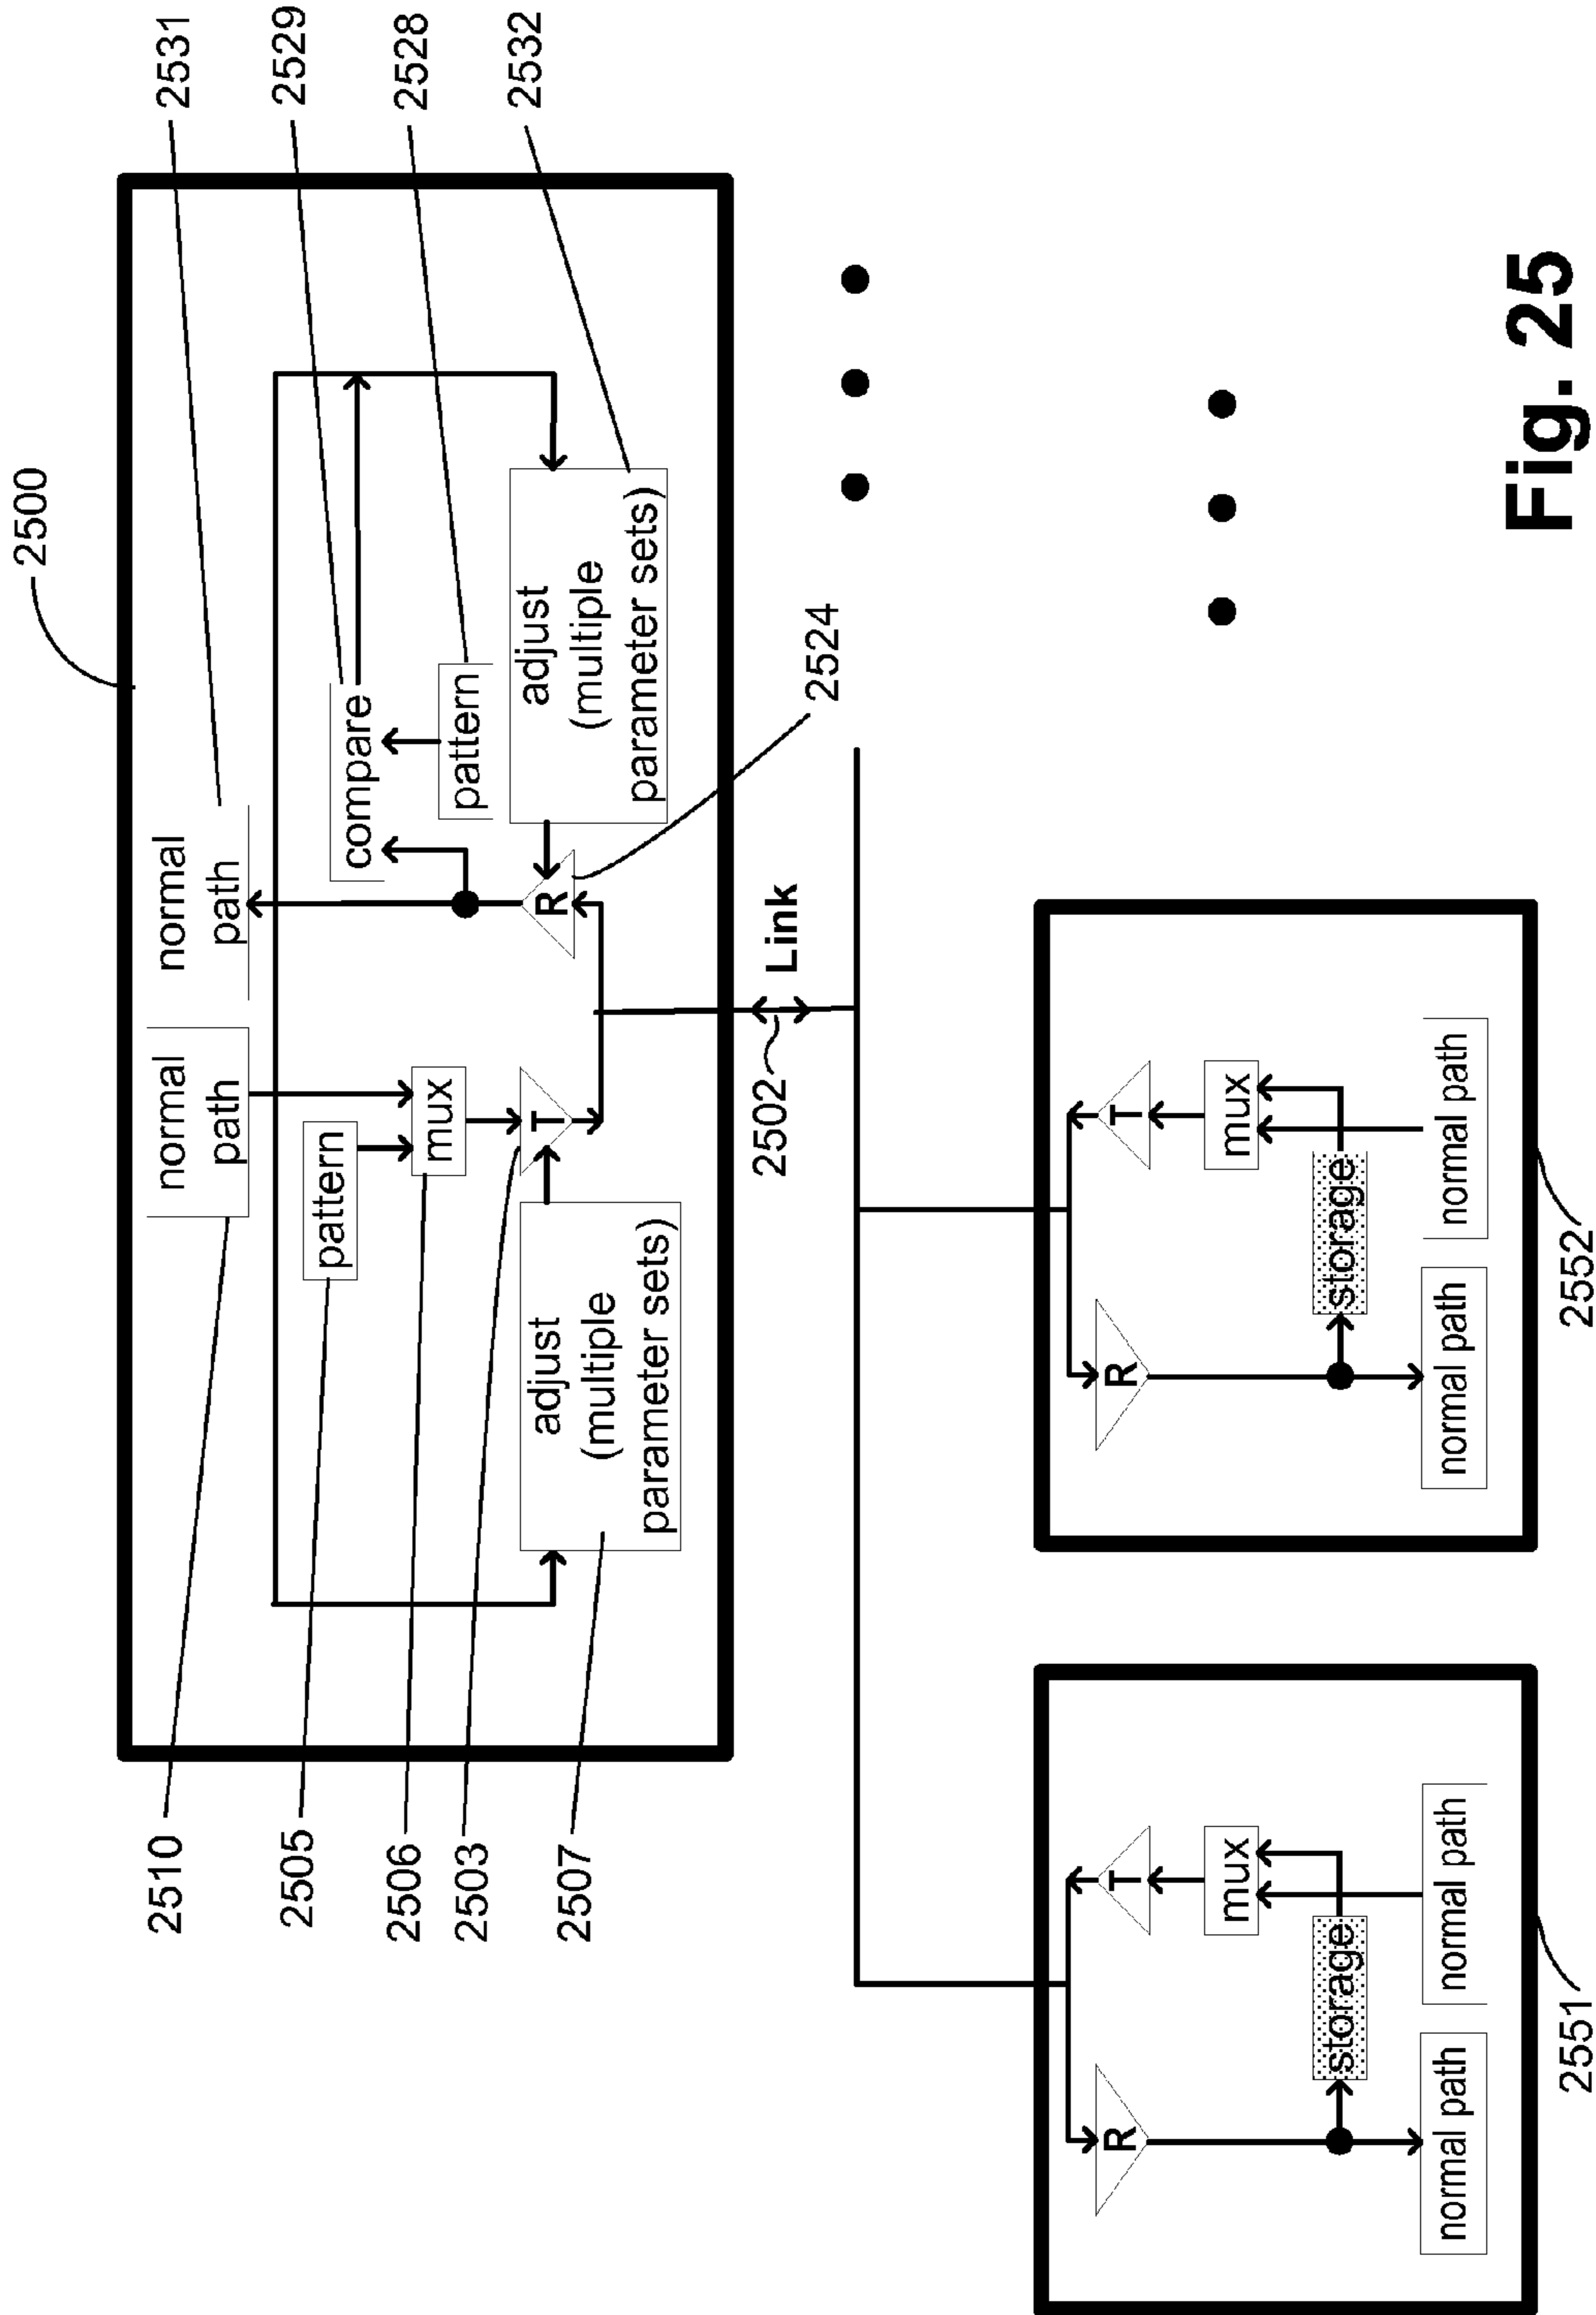 2500
2510
2505
2506
2503
2507
2531
2529
2528
2532
normal
path
normal
path
pattern
mux
T
adjust
(multiple
parameter sets)
compare
pattern
R
adjust
(multiple
parameter sets)
2524
2502
Link
R
T
mux
storage
normal path
normal path
2551
R
T
mux
storage
normal path
normal path
2552
Fig. 25